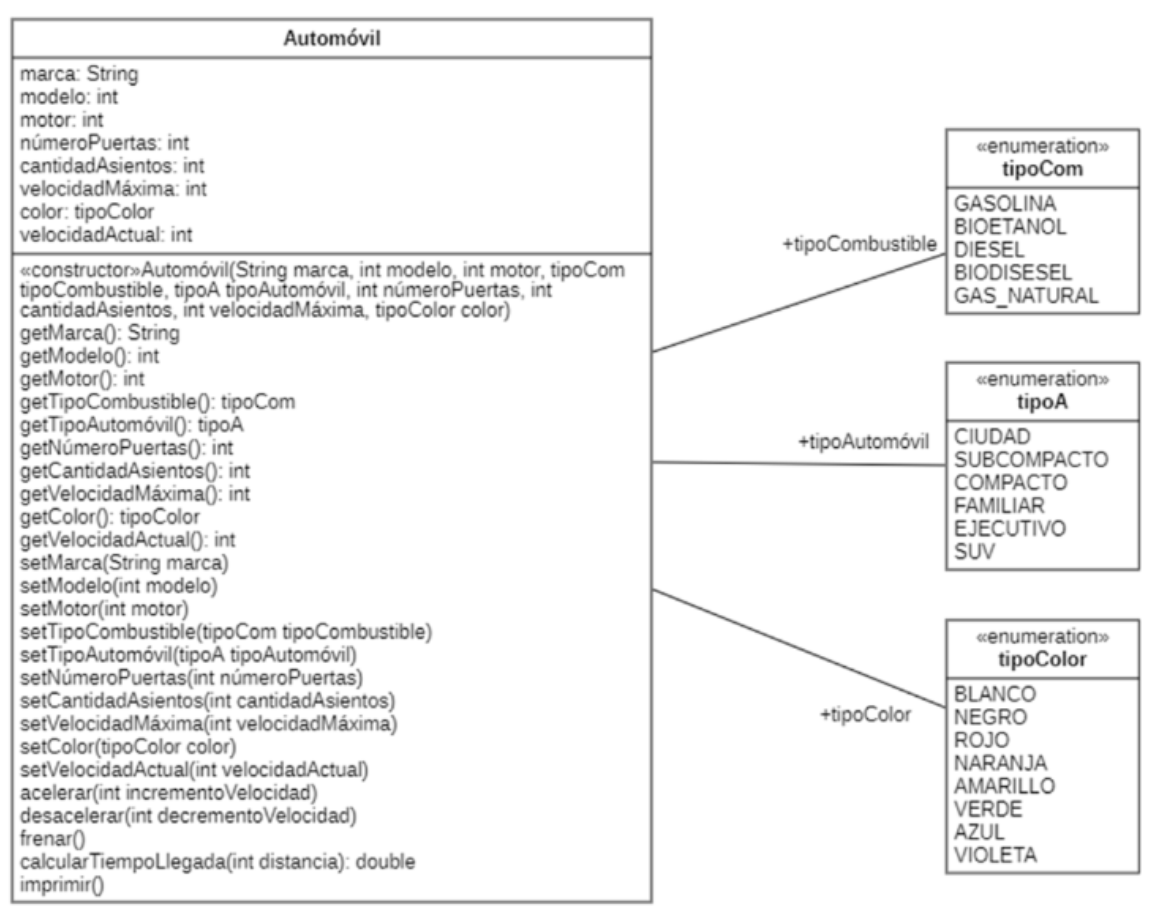 Automóvil
marca: String
modelo: int
motor: int
númeroPuertas: int
cantidadAsientos: int
velocidadMáxima: int
color: tipoColor
velocidadActual: int
«constructor»Automóvil(String marca, int modelo, int motor, tipoCom
tipoCombustible, tipoA tipoAutomóvil, int númeroPuertas, int
cantidadAsientos, int velocidadMáxima, tipoColor color)
getMarca(): String
getModelo(): int
getMotor(): int
getTipoCombustible(): tipoCom
getTipoAutomóvil(): tipoA
getNúmeroPuertas(): int
getCantidadAsientos(): int
getVelocidadMáxima(): int
getColor(): tipoColor
getVelocidadActual(): int
setMarca(String marca)
setModelo(int modelo)
setMotor(int motor)
setTipoCombustible(tipoCom tipoCombustible)
setTipoAutomóvil(tipoA tipoAutomóvil)
setNúmeroPuertas(int númeroPuertas)
setCantidadAsientos(int cantidadAsientos)
setVelocidadMáxima(int velocidadMáxima)
setColor(tipoColor color)
setVelocidadActual(int velocidadActual)
acelerar(int incrementoVelocidad)
desacelerar(int decrementoVelocidad)
frenar()
calcularTiempoLlegada(int distancia): double
imprimir()
+tipoCombustible
«enumeration»
tipoCom
GASOLINA
BIOETANOL
DIESEL
BIODISESEL
GAS_NATURAL
+tipoAutomóvil
«enumeration»
tipoA
CIUDAD
SUBCOMPACTO
COMPACTO
FAMILIAR
EJECUTIVO
SUV
+tipoColor
«enumeration»
tipoColor
BLANCO
NEGRO
ROJO
NARANJA
AMARILLO
VERDE
AZUL
VIOLETA